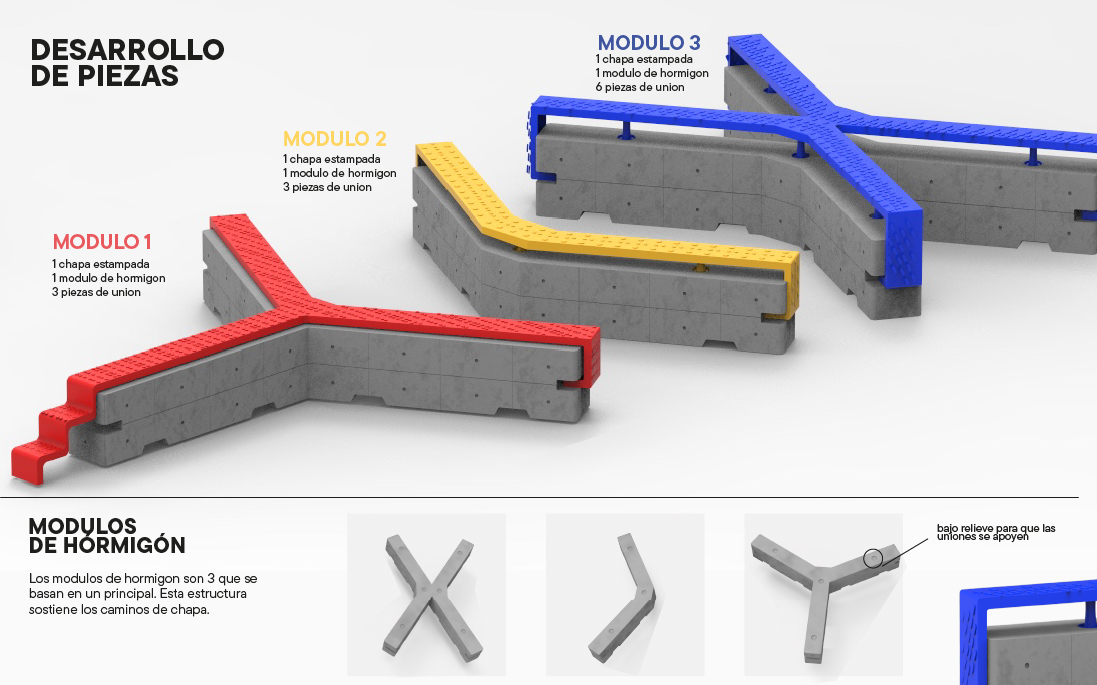 DESARROLLO
DE PIEZAS
MODULO 3
1 chapa estampada
1 modulo de hormigon
6 piezas de union
MODULO 2
1 chapa estampada
1 modulo de hormigon
3 piezas de union
MODULO 1
1 chapa estampada
1 modulo de hormigon
3 piezas de union
MODULOS
DE HÓRMIGÓN
Los modulos de hormigon son 3 que se
basan en un principal. Esta estructura
sostiene los caminos de chapa.
bajo relieve para que las
uniones se apoyen